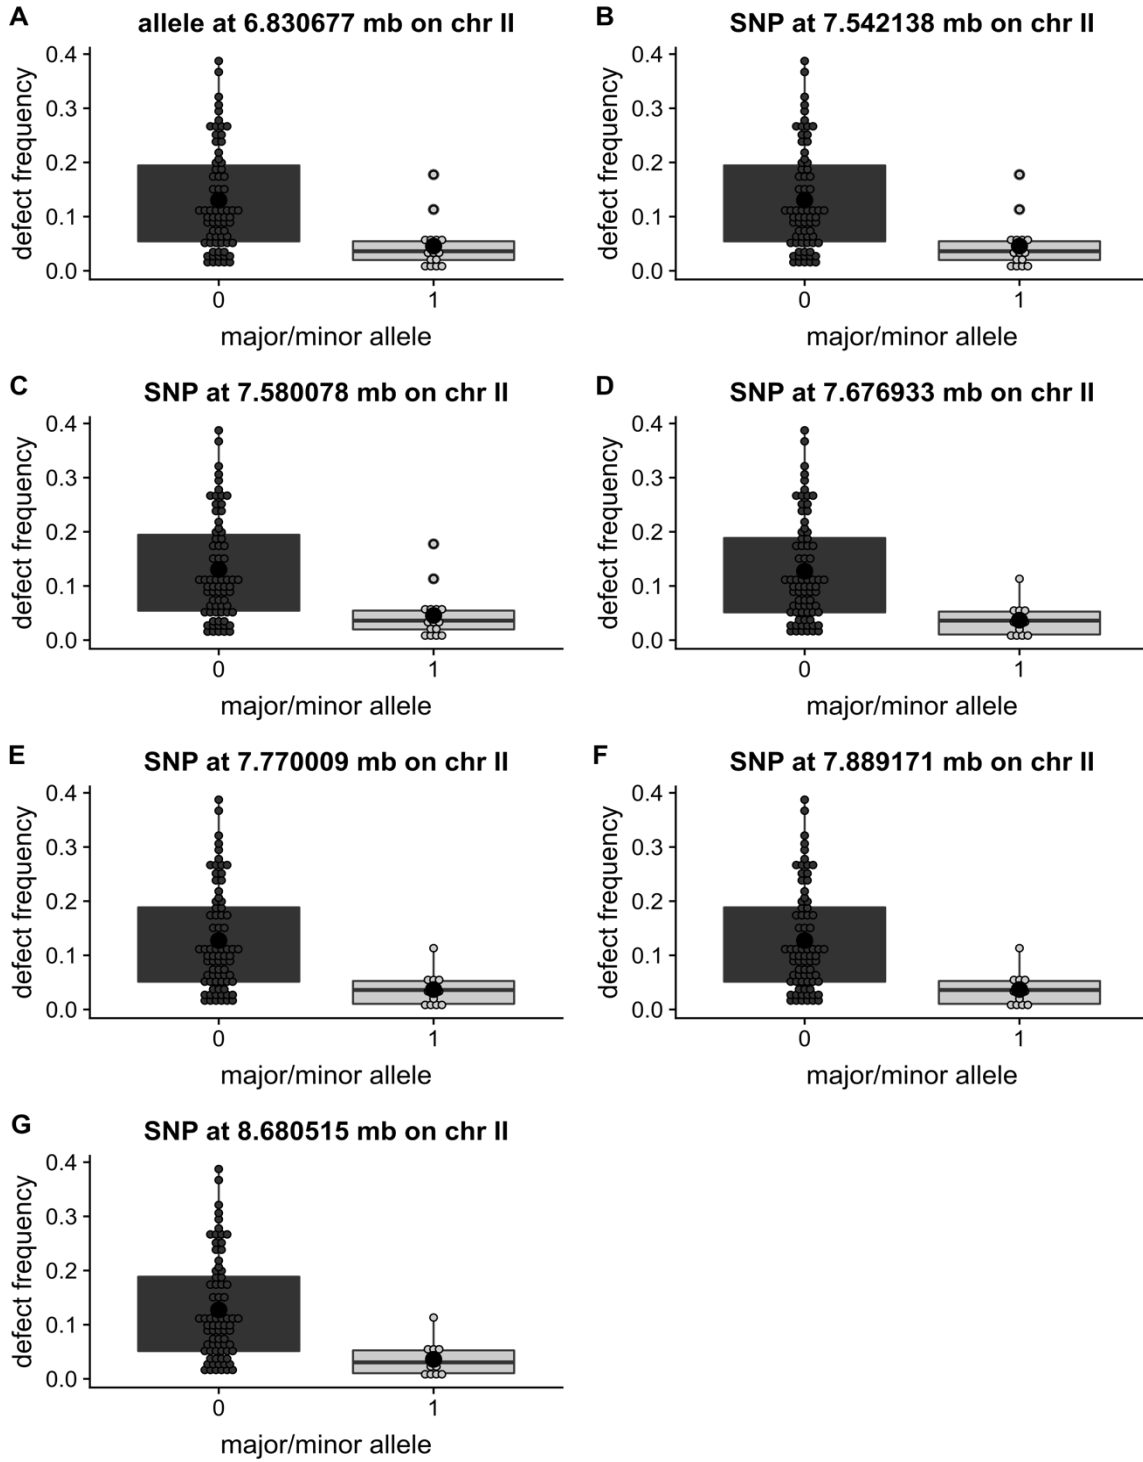 A
allele at 6.830677 mb on chr II
defect frequency
0.4
0.3
0.2
0.1
0.0
0
1
major/minor allele
B
SNP at 7.542138 mb on chr II
defect frequency
0.4
0.3
0.2
0.1
0.0
0
1
major/minor allele
C
SNP at 7.580078 mb on chr II
defect frequency
0.4
0.3
0.2
0.1
0.0
0
1
major/minor allele
D
SNP at 7.676933 mb on chr II
defect frequency
0.4
0.3
0.2
0.1
0.0
0
1
major/minor allele
E
SNP at 7.770009 mb on chr II
defect frequency
0.4
0.3
0.2
0.1
0.0
0
1
major/minor allele
F
SNP at 7.889171 mb on chr II
defect frequency
0.4
0.3
0.2
0.1
0.0
0
1
major/minor allele
G
SNP at 8.680515 mb on chr II
defect frequency
0.4
0.3
0.2
0.1
0.0
0
1
major/minor allele